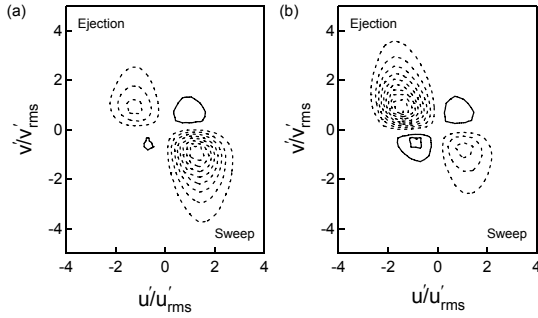 (a)
Ejection
4
2
0
-2
-4
v'/v'rms
Sweep
-4 -2 0 2 4
u'/u'rms
(b)
Ejection
4
2
0
-2
-4
v'/v'rms
Sweep
-4 -2 0 2 4
u'/u'rms